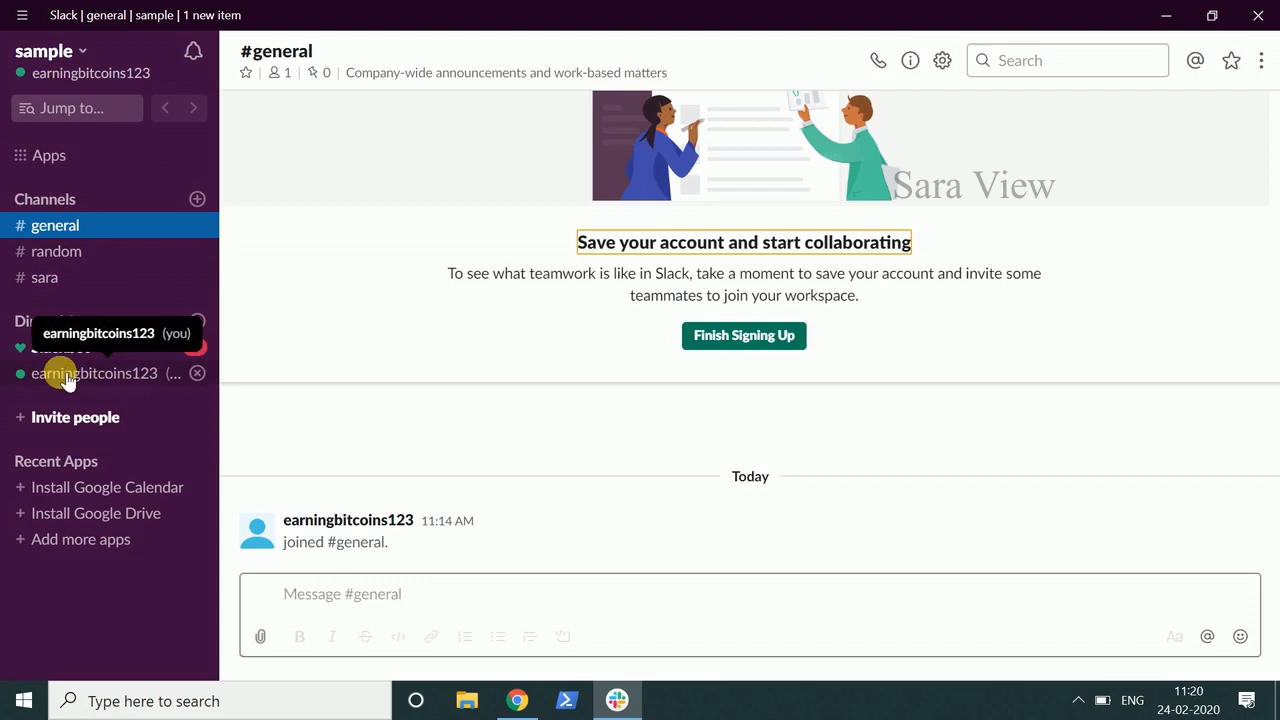 Slack | general | sample | 1 new item
sample
earningbitcoins123
Jump to...
Apps
Channels
# general
# random
# sara
earningbitcoins123 (you)
earningbitcoins123 (...
+ Invite people
Recent Apps
+ Install Google Calendar
+ Install Google Drive
+ Add more apps
#general
1 | 0 | Company-wide announcements and work-based matters
Search
Sara View
Save your account and start collaborating
To see what teamwork is like in Slack, take a moment to save your account and invite some
teammates to join your workspace.
Finish Signing Up
Today
earningbitcoins123 11:14 AM
joined #general.
Message #general
B I S Aa @
Type here to search
ENG
11:20
24-02-2020